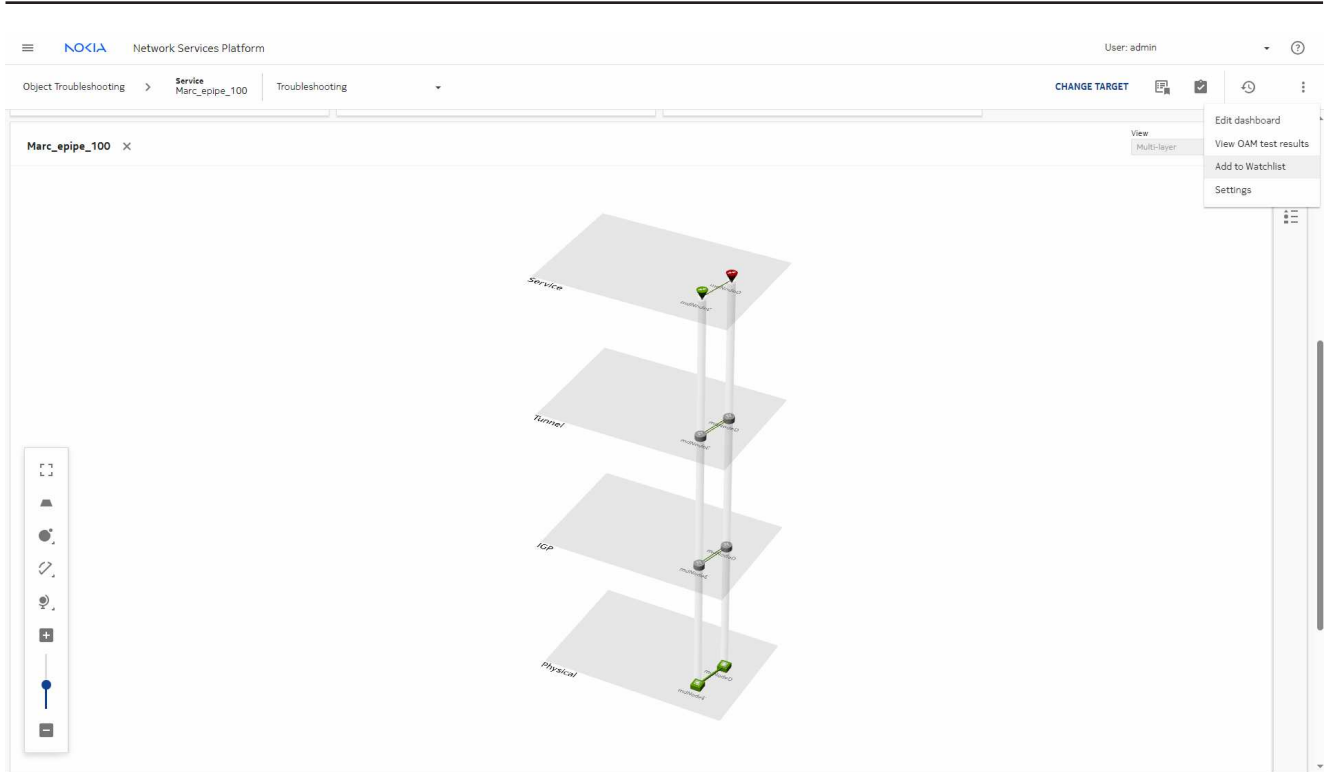 NOKIA Network Services Platform
User: admin
Object Troubleshooting > Service
Marc_epipe_100
Troubleshooting
CHANGE TARGET
Edit dashboard
View OAM test results
Add to Watchlist
Settings
Marc_epipe_100 ×
View
Multi-layer
Service
Tunnel
IGP
Physical